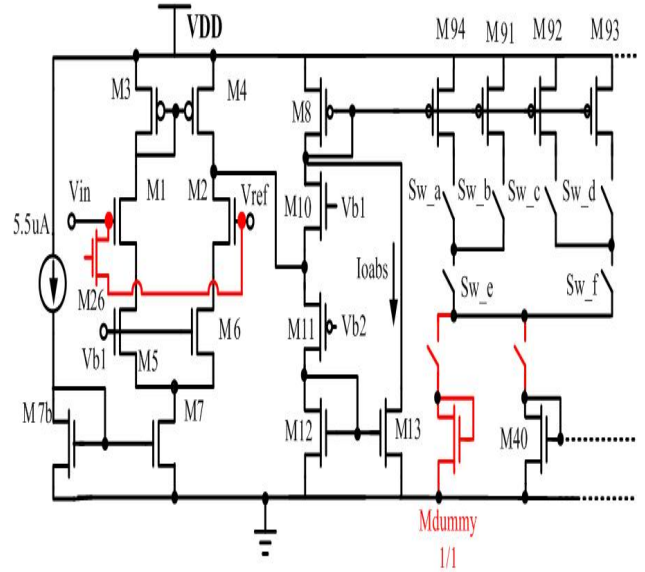 VDD
M94
M91
M92
M93
M3
M4
M8
Vin
M1
M2
Vref
M10
Vb1
Sw_a
Sw_b
Sw_c
Sw_d
5.5uA
Ioabs
M26
Sw_e
Sw_f
Vb1
M5
M6
M11
Vb2
M7b
M7
M12
M13
M40
Mdummy
1/1